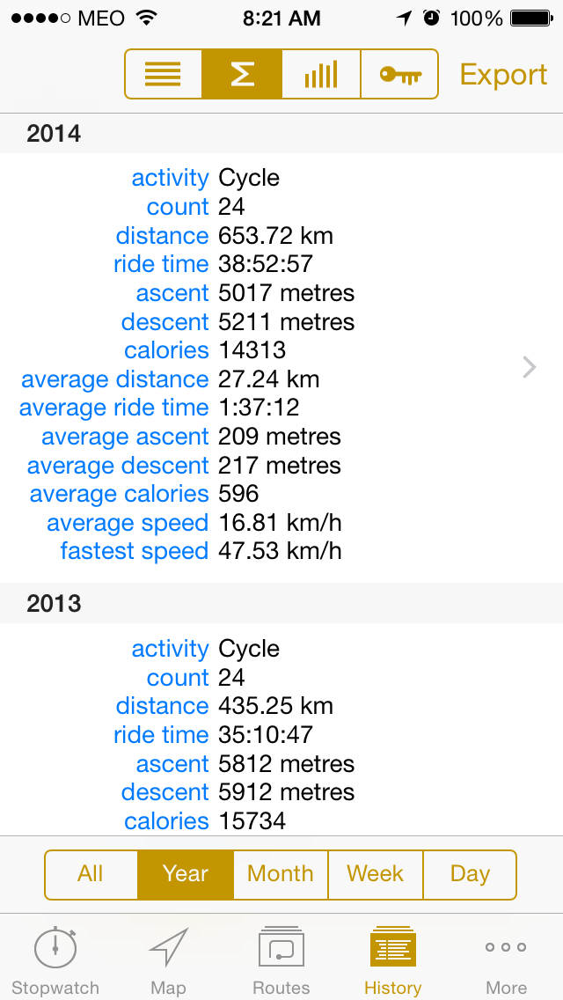 MEO 8:21 AM 100%
Σ Export
2014
activity Cycle
count 24
distance 653.72 km
ride time 38:52:57
ascent 5017 metres
descent 5211 metres
calories 14313
average distance 27.24 km
average ride time 1:37:12
average ascent 209 metres
average descent 217 metres
average calories 596
average speed 16.81 km/h
fastest speed 47.53 km/h
2013
activity Cycle
count 24
distance 435.25 km
ride time 35:10:47
ascent 5812 metres
descent 5912 metres
calories 15734
All Year Month Week Day
Stopwatch Map Routes History More